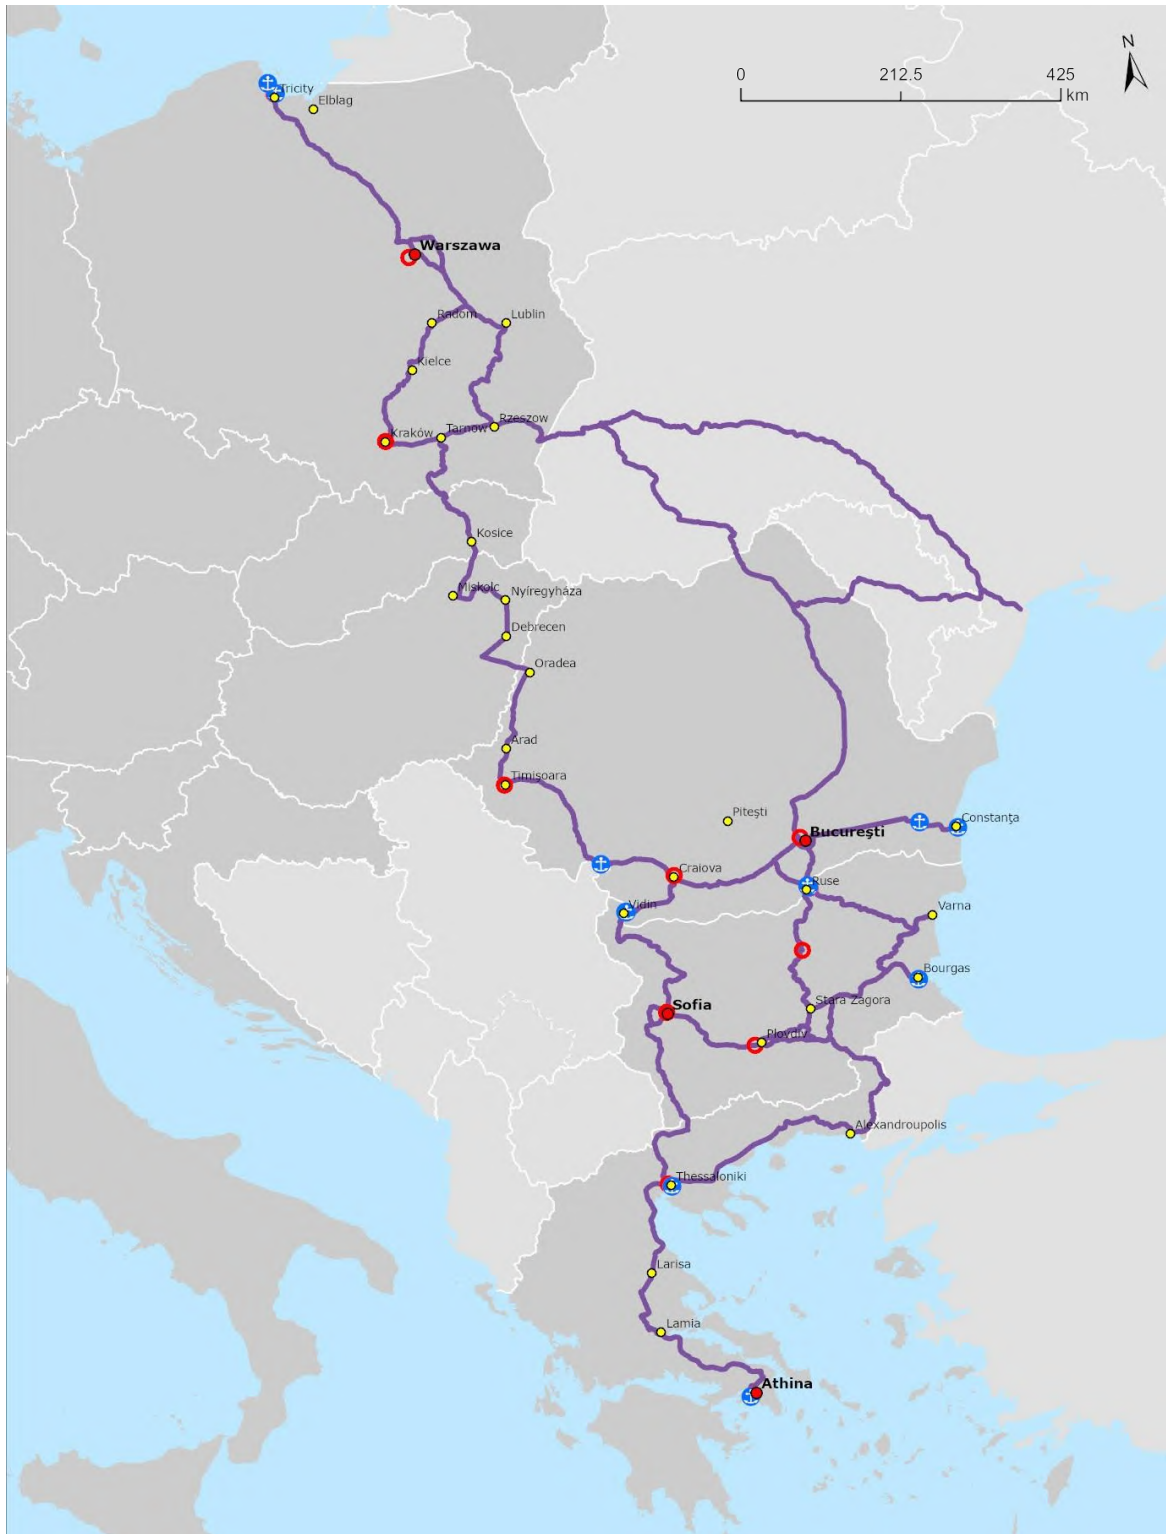 N
0 212.5 425
km
Tricity
Elblag
Warszawa
Radom
Lublin
Kielce
Kraków
Tarnow
Rzeszow
Kosice
Miskolc
Nyíregyháza
Debrecen
Oradea
Arad
Timisoara
Piteşti
Bucureşti
Constanţa
Craiova
Ruse
Vidin
Varna
Bourgas
Sofia
Stara Zagora
Plovdiv
Alexandroupolis
Thessaloniki
Larisa
Lamia
Athina